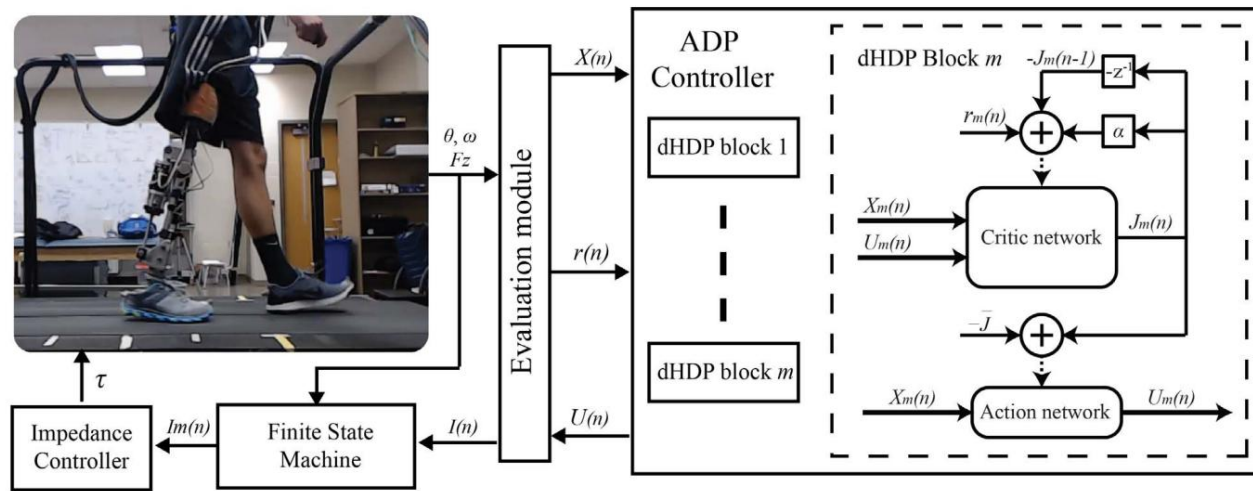 θ, ω
Fz
τ
Impedance
Controller
Im(n)
Finite State
Machine
I(n)
Evaluation module
X(n)
r(n)
U(n)
ADP
Controller
dHDP block 1
dHDP block m
dHDP Block m
-Jₘ(n-1)
-z⁻¹
rₘ(n)
+
α
Xₘ(n)
Uₘ(n)
Critic network
Jₘ(n)
−J̄
+
Xₘ(n)
Action network
Uₘ(n)